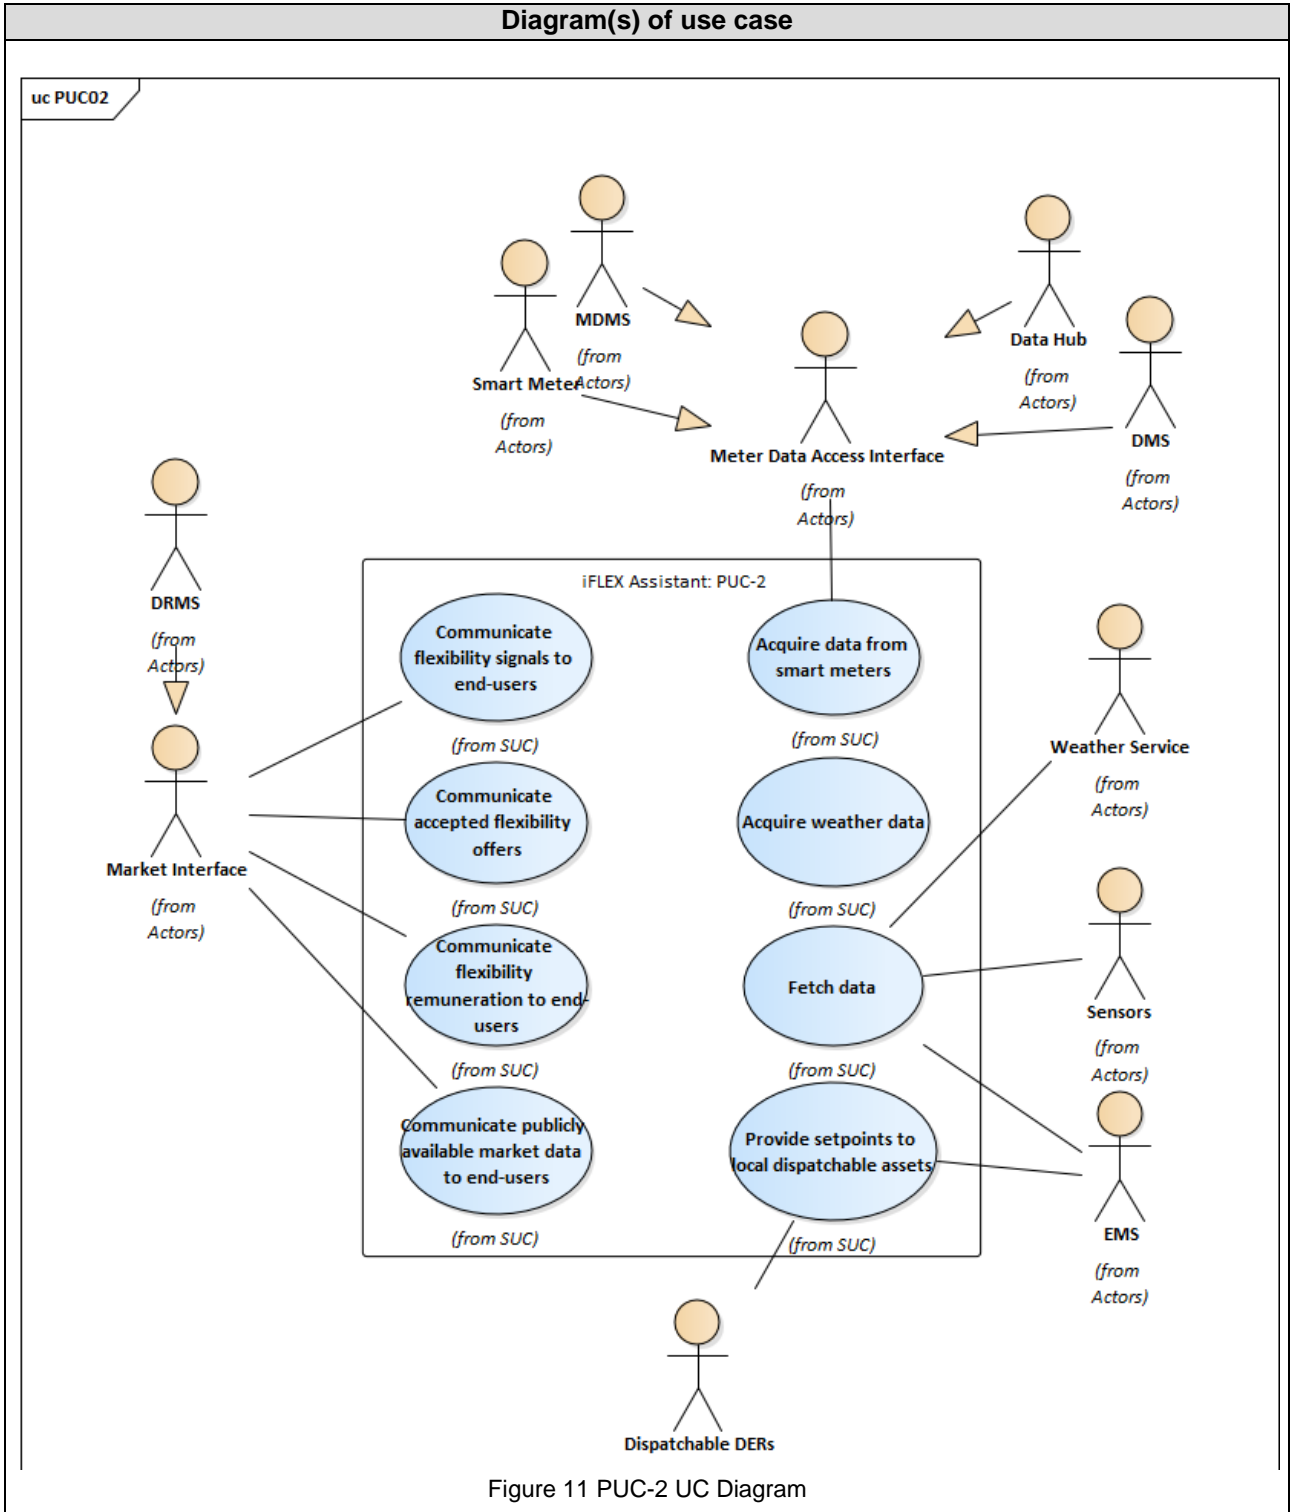 Diagram(s) of use case
uc PUC02
MDMS
(from
Actors)
Smart Meter
(from
Actors)
Data Hub
(from
Actors)
DMS
(from
Actors)
Meter Data Access Interface
(from
Actors)
DRMS
(from
Actors)
Market Interface
(from
Actors)
iFLEX Assistant: PUC-2
Communicate
flexibility signals to
end-users
(from SUC)
Communicate
accepted flexibility
offers
(from SUC)
Communicate
flexibility
remuneration to end-
users
(from SUC)
Communicate publicly
available market data
to end-users
(from SUC)
Acquire data from
smart meters
(from SUC)
Acquire weather data
(from SUC)
Fetch data
(from SUC)
Provide setpoints to
local dispatchable assets
(from SUC)
Weather Service
(from
Actors)
Sensors
(from
Actors)
EMS
(from
Actors)
Dispatchable DERs
Figure 11 PUC-2 UC Diagram